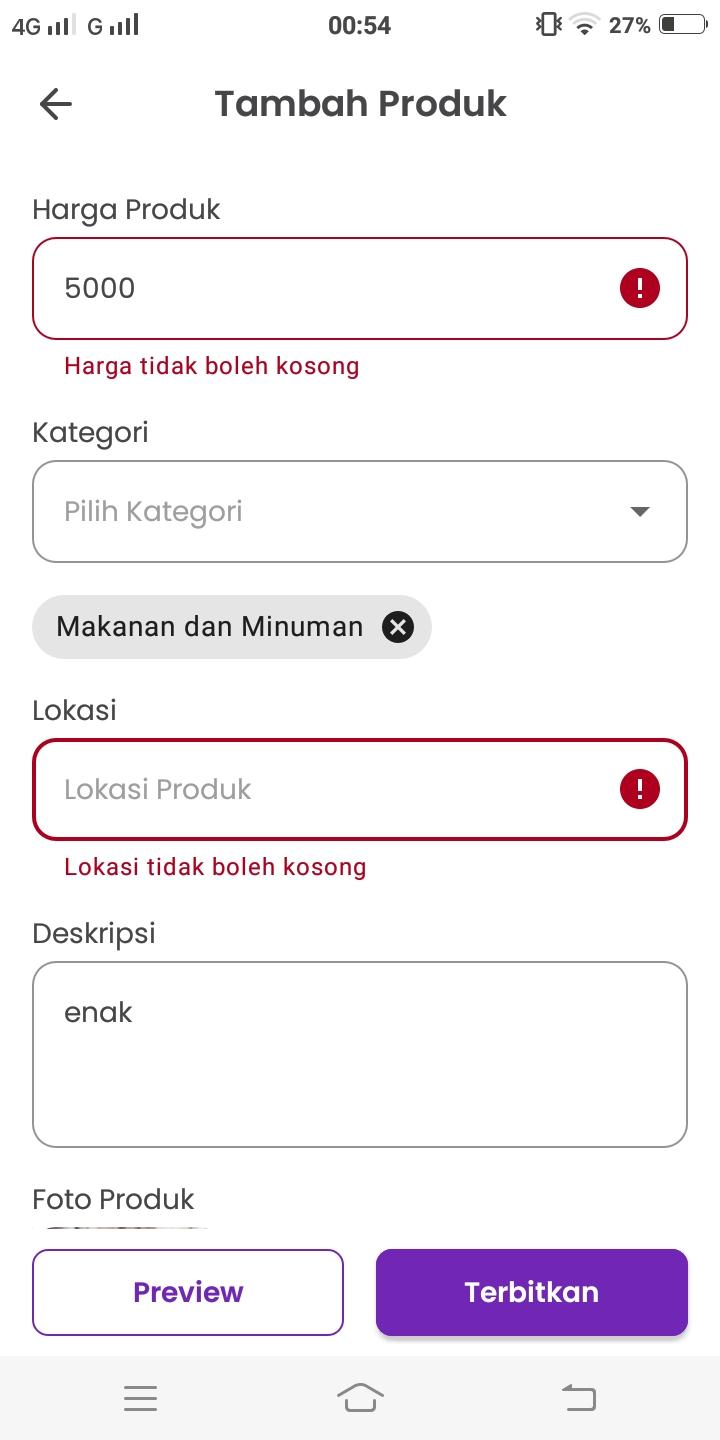 4G G 00:54 27%
Tambah Produk
Harga Produk
5000
Harga tidak boleh kosong
Kategori
Pilih Kategori
Makanan dan Minuman
Lokasi
Lokasi Produk
Lokasi tidak boleh kosong
Deskripsi
enak
Foto Produk
Preview Terbitkan